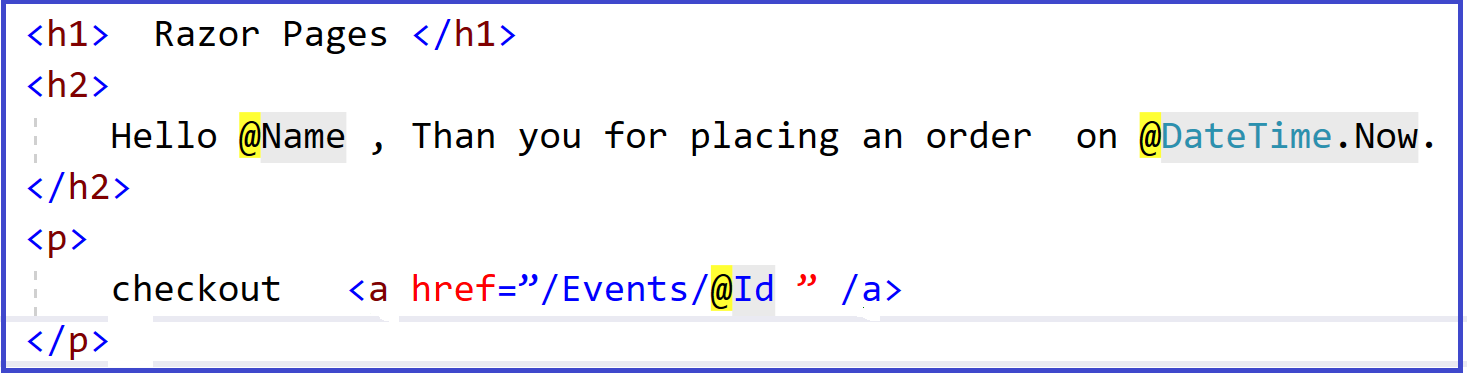 <h1>  Razor Pages </h1>
<h2>
    Hello @Name , Than you for placing an order  on @DateTime.Now.
</h2>
<p>
    checkout   <a href=”/Events/@Id ” /a>
</p>